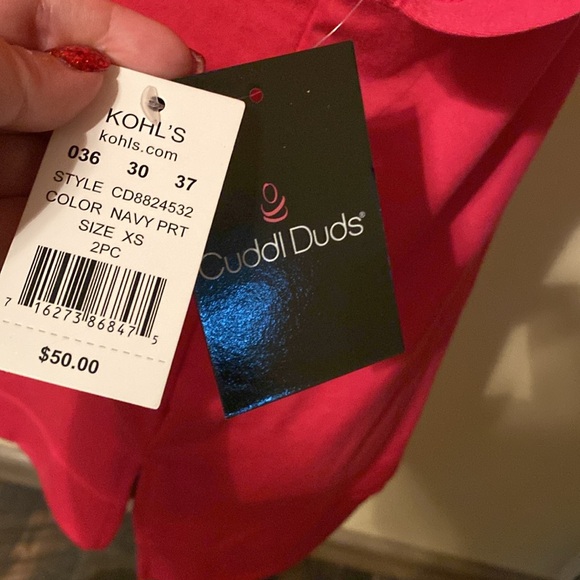 KOHL'S
kohls.com
036 30 37
STYLE CD8824532
COLOR NAVY PRT
SIZE XS
2PC
7 16273 86847 5
$50.00
Cuddl Duds®